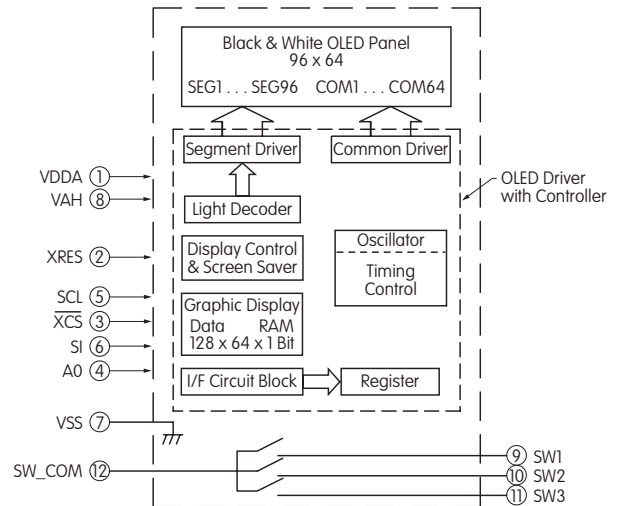 Black & White OLED Panel
96 x 64
SEG1 . . . SEG96 COM1 . . . COM64
Segment Driver
Common Driver
VDDA 1
VAH 8
OLED Driver
with Controller
Light Decoder
XRES 2
Display Control
& Screen Saver
Oscillator
Timing
Control
SCL 5
XCS 3
SI 6
A0 4
Graphic Display
Data RAM
128 x 64 x 1 Bit
I/F Circuit Block
Register
VSS 7
SW_COM 12
9 SW1
10 SW2
11 SW3